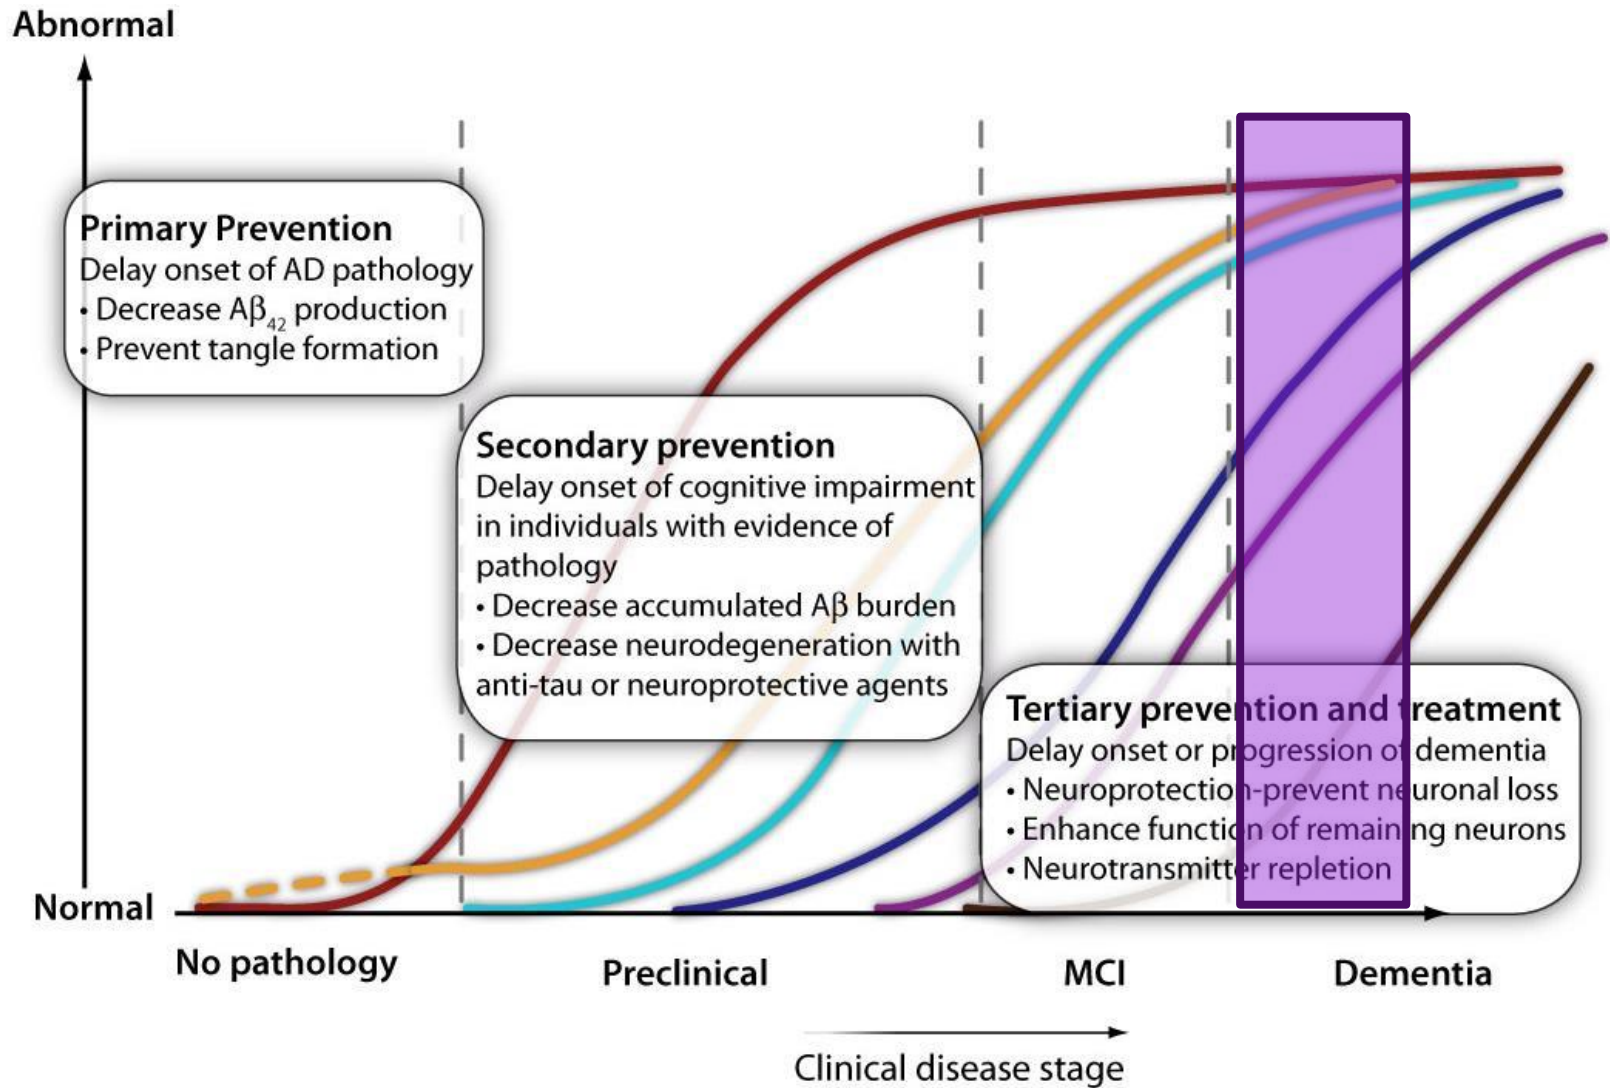 Abnormal
Primary Prevention
Delay onset of AD pathology
• Decrease Aβ₄₂ production
• Prevent tangle formation
Secondary prevention
Delay onset of cognitive impairment
in individuals with evidence of
pathology
• Decrease accumulated Aβ burden
• Decrease neurodegeneration with
anti-tau or neuroprotective agents
Tertiary prevention and treatment
Delay onset or progression of dementia
• Neuroprotection-prevent neuronal loss
• Enhance function of remaining neurons
• Neurotransmitter repletion
Normal
No pathology
Preclinical
MCI
Dementia
Clinical disease stage